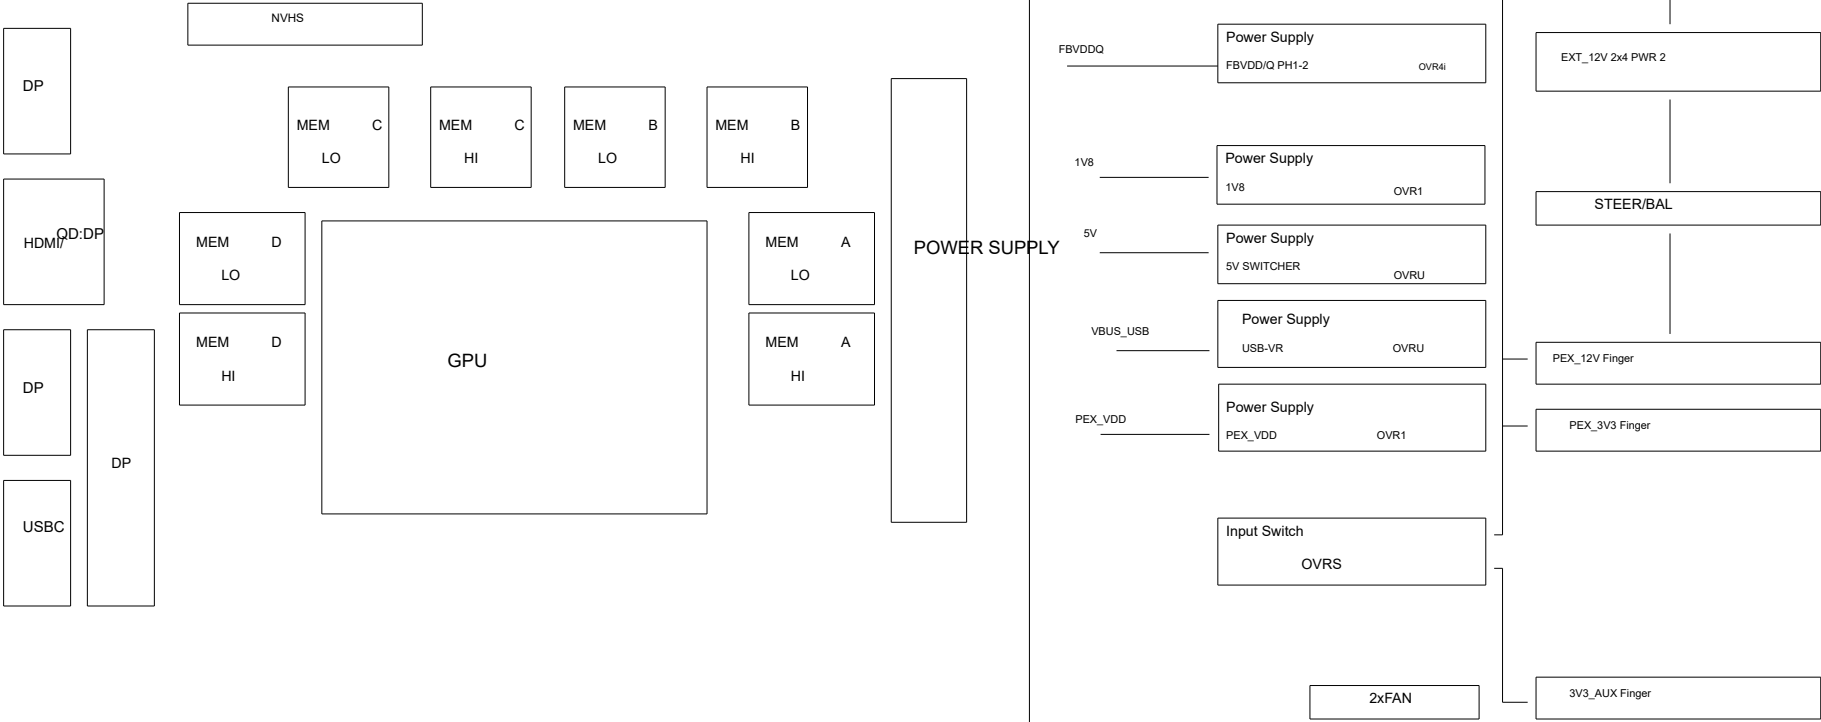 NVHS
DP
MEM C
LO
MEM C
HI
MEM B
LO
MEM B
HI
HDMI/
QD:DP
MEM D
LO
MEM A
LO
MEM D
HI
MEM A
HI
GPU
DP
DP
USBC
POWER SUPPLY
FBVDDQ
Power Supply
FBVDD/Q PH1-2 OVR4i
1V8
Power Supply
1V8 OVR1
5V
Power Supply
5V SWITCHER OVRU
VBUS_USB
Power Supply
USB-VR OVRU
PEX_VDD
Power Supply
PEX_VDD OVR1
Input Switch
OVRS
2xFAN
EXT_12V 2x4 PWR 2
STEER/BAL
PEX_12V Finger
PEX_3V3 Finger
3V3_AUX Finger